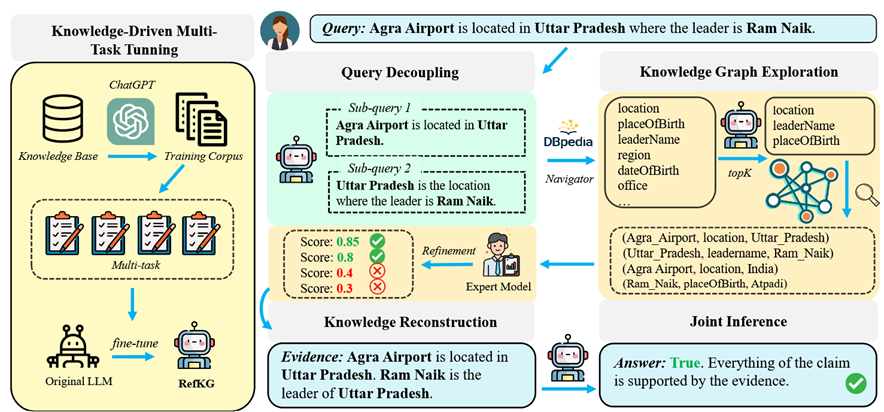 Knowledge-Driven Multi-
Task Tunning
ChatGPT
Knowledge Base
Training Corpus
Multi-task
fine-tune
Original LLM
RefKG
Query: Agra Airport is located in Uttar Pradesh where the leader is Ram Naik.
Query Decoupling
Sub-query 1
Agra Airport is located in Uttar
Pradesh.
Sub-query 2
Uttar Pradesh is the location
where the leader is Ram Naik.
DBpedia
Navigator
Knowledge Graph Exploration
location
placeOfBirth
leaderName
region
dateOfBirth
office
...
topK
location
leaderName
placeOfBirth
(Agra_Airport, location, Uttar_Pradesh)
(Uttar_Pradesh, leadername, Ram_Naik)
(Agra Airport, location, India)
(Ram_Naik, placeOfBirth, Atpadi)
Refinement
Expert Model
Score: 0.85
Score: 0.8
Score: 0.4
Score: 0.3
Knowledge Reconstruction
Evidence: Agra Airport is located in
Uttar Pradesh. Ram Naik is the
leader of Uttar Pradesh.
Joint Inference
Answer: True. Everything of the claim
is supported by the evidence.